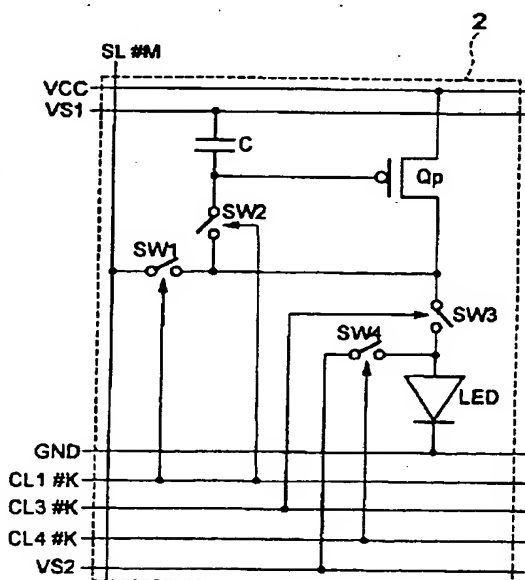 2
SL #M
VCC
VS1
C
Qp
SW2
SW1
SW3
SW4
LED
GND
CL1 #K
CL3 #K
CL4 #K
VS2